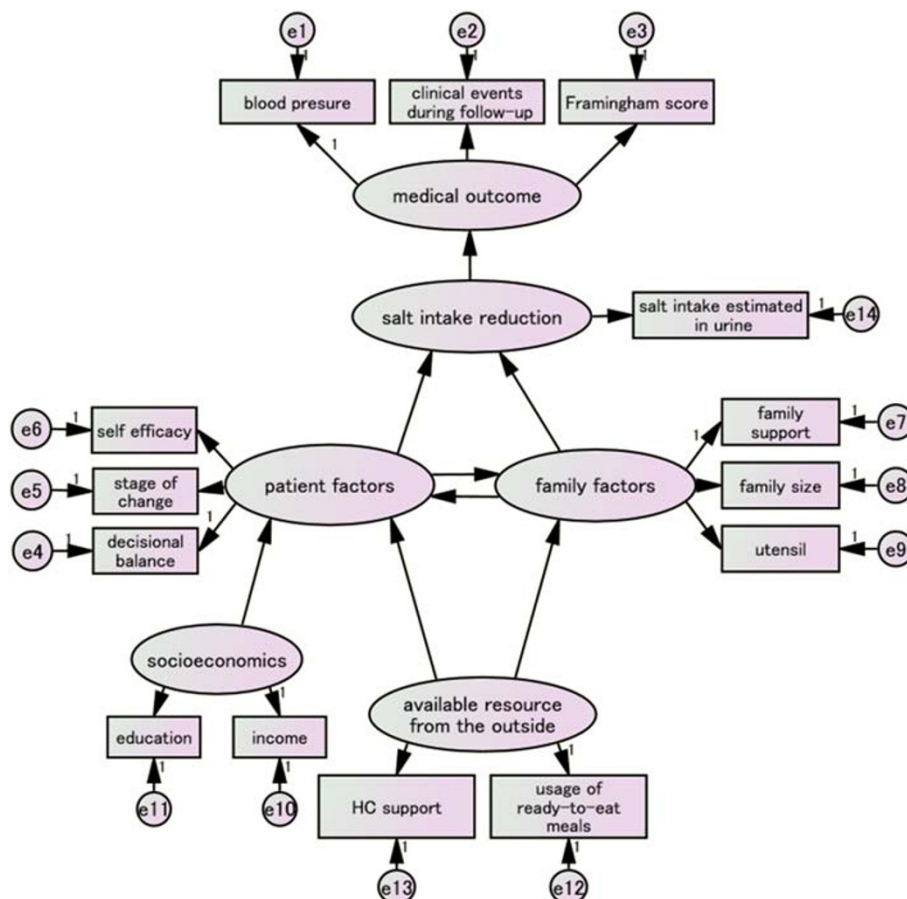 e1
e2
e3
1
1
1
blood presure
clinical events
during follow-up
Framingham score
1
medical outcome
salt intake reduction
salt intake estimated
in urine
1
e14
e6
1
self efficacy
family
support
1
1
e7
e5
1
stage of
change
patient factors
family factors
family size
1
e8
e4
1
decisional
balance
1
utensil
1
e9
socioeconomics
1
available resource
from the outside
education
income
1
1
1
e11
e10
HC support
usage of
ready-to-eat
meals
1
1
e13
e12